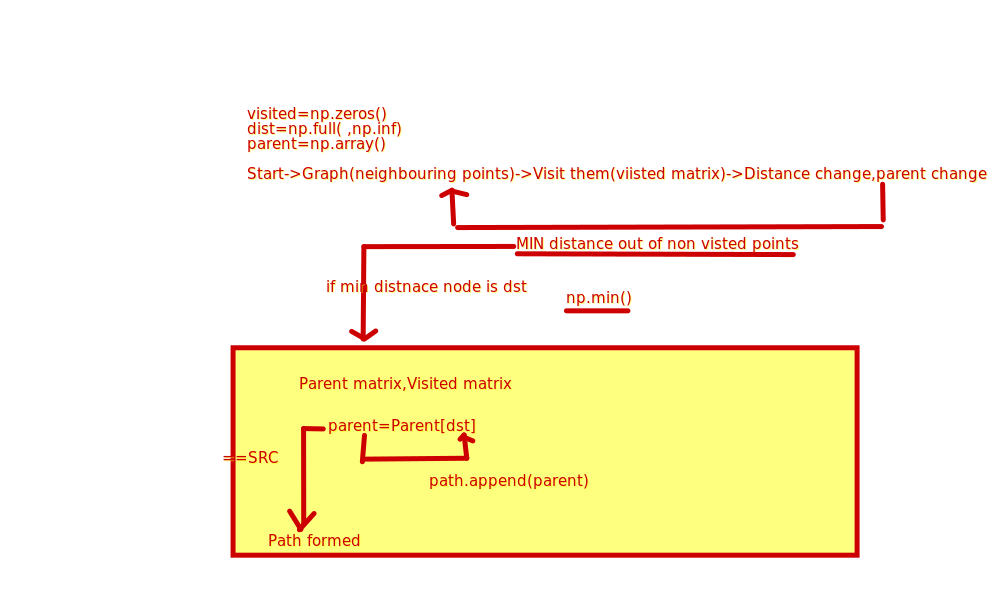 visited=np.zeros()
dist=np.full( ,np.inf)
parent=np.array()
Start->Graph(neighbouring points)->Visit them(viisted matrix)->Distance change,parent change
MIN distance out of non visted points
if min distnace node is dst
np.min()
Parent matrix,Visited matrix
parent=Parent[dst]
==SRC
path.append(parent)
Path formed